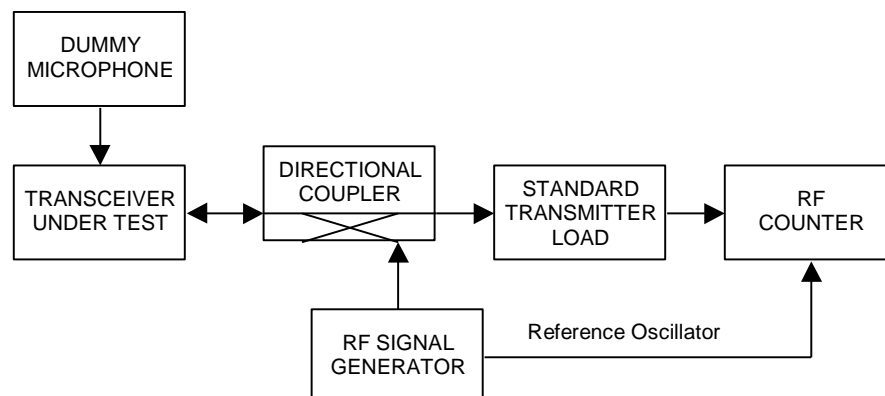 DUMMY
MICROPHONE
TRANSCEIVER
UNDER TEST
DIRECTIONAL
COUPLER
STANDARD
TRANSMITTER
LOAD
RF
COUNTER
RF SIGNAL
GENERATOR
Reference Oscillator